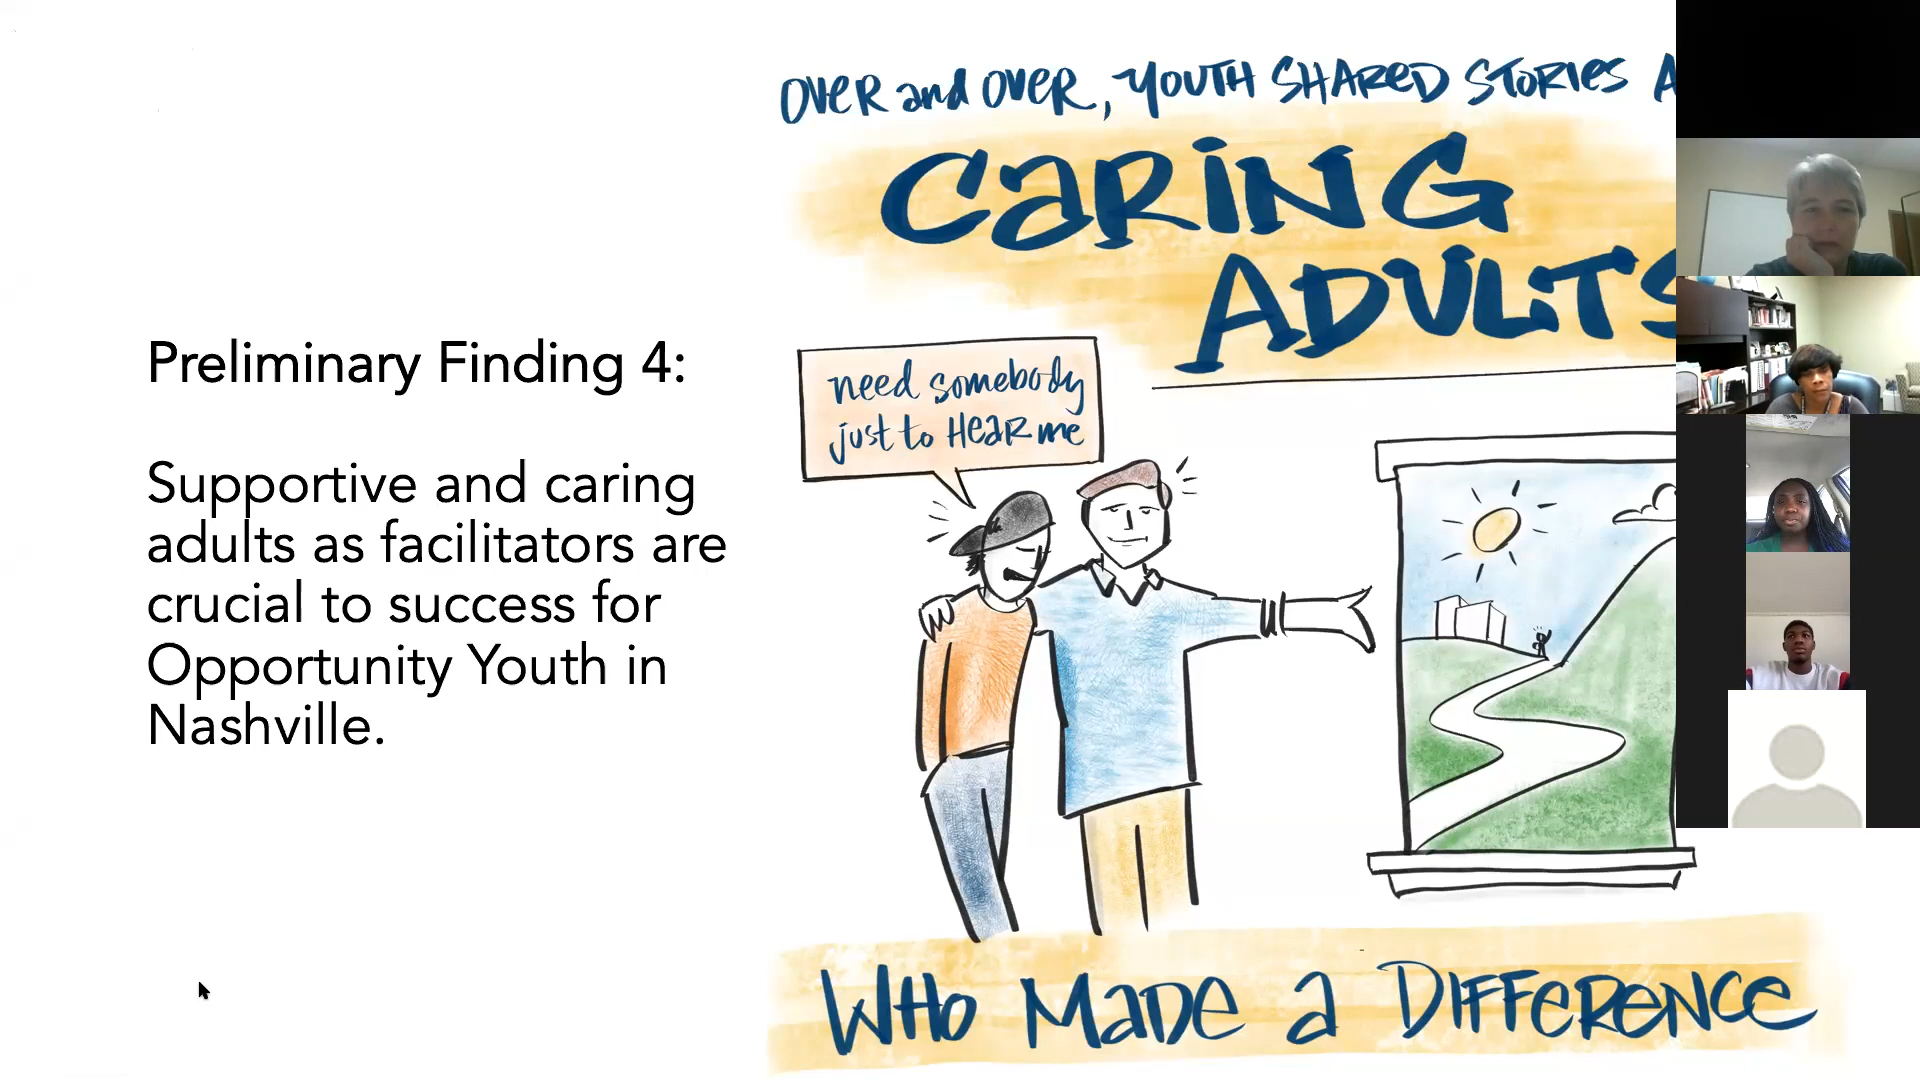 Preliminary Finding 4:
Supportive and caring
adults as facilitators are
crucial to success for
Opportunity Youth in
Nashville.
OVER and OVER, YOUTH SHARED STORIES A
CARING
ADULTS
need somebody
just to HEAR me
WHO MADE a DIFFERENCE